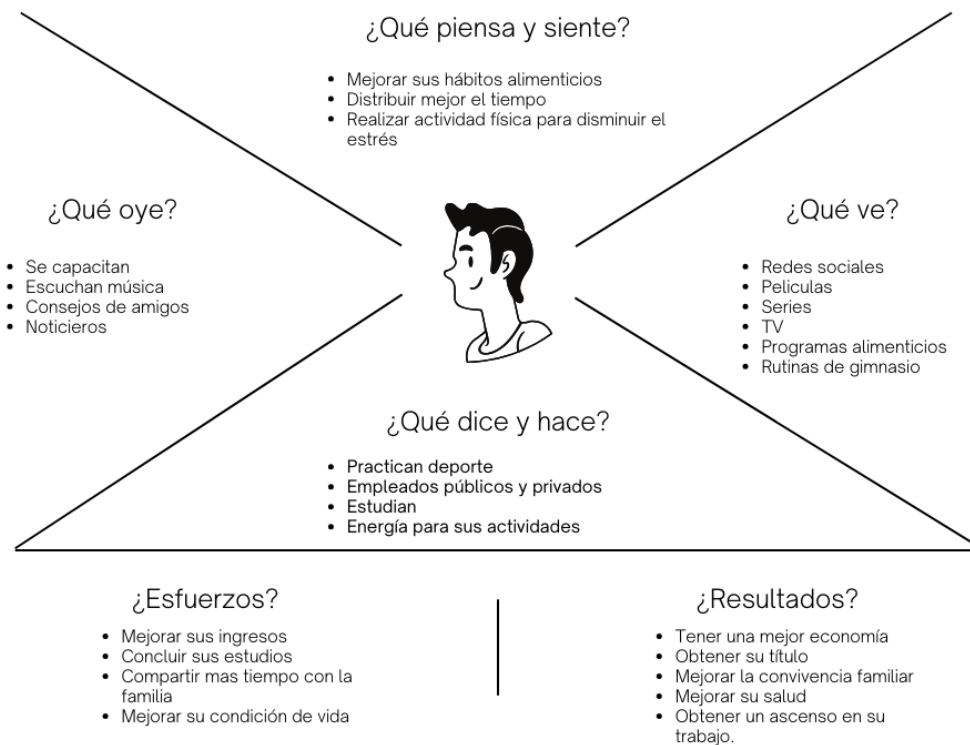 ¿Qué piensa y siente?
• Mejorar sus hábitos alimenticios
• Distribuir mejor el tiempo
• Realizar actividad física para disminuir el
estrés
¿Qué oye?
• Se capacitan
• Escuchan música
• Consejos de amigos
• Noticieros
¿Qué ve?
• Redes sociales
• Peliculas
• Series
• TV
• Programas alimenticios
• Rutinas de gimnasio
¿Qué dice y hace?
• Practican deporte
• Empleados públicos y privados
• Estudian
• Energía para sus actividades
¿Esfuerzos?
• Mejorar sus ingresos
• Concluir sus estudios
• Compartir mas tiempo con la
familia
• Mejorar su condición de vida
¿Resultados?
• Tener una mejor economía
• Obtener su título
• Mejorar la convivencia familiar
• Mejorar su salud
• Obtener un ascenso en su
trabajo.